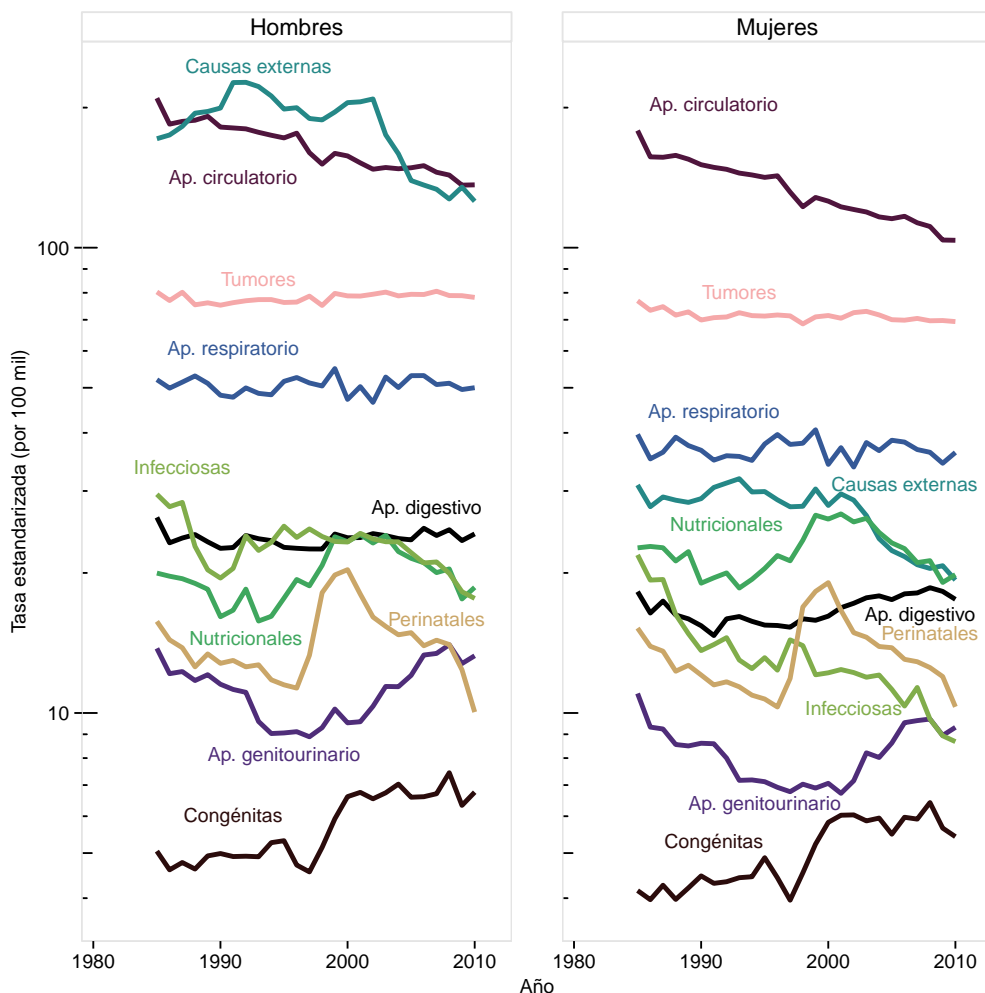 Hombres
Mujeres
Tasa estandarizada (por 100 mil)
100
10
Causas externas
Ap. circulatorio
Tumores
Ap. respiratorio
Infecciosas
Ap. digestivo
Nutricionales
Perinatales
Ap. genitourinario
Congénitas
Ap. circulatorio
Tumores
Ap. respiratorio
Causas externas
Nutricionales
Ap. digestivo
Perinatales
Infecciosas
Ap. genitourinario
Congénitas
1980 1990 2000 2010
1980 1990 2000 2010
Año